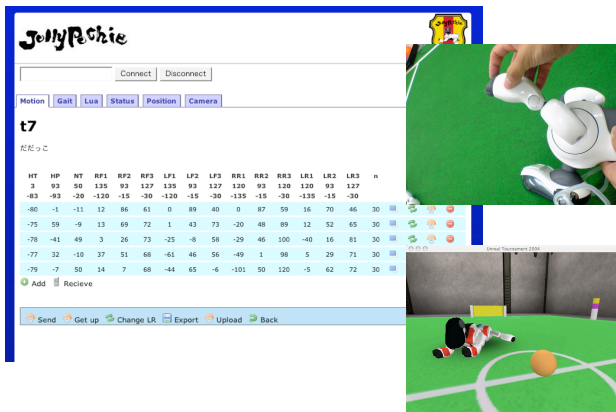 Jolly Pochie
Connect Disconnect
Motion Gait Lua Status Position Camera
t7
だだっこ
HT HP NT RF1 RF2 RF3 LF1 LF2 LF3 RR1 RR2 RR3 LR1 LR2 LR3 n
3 93 50 135 93 127 135 93 127 120 93 120 120 93 127
-83 -93 -20 -120 -15 -30 -120 -15 -30 -135 -15 -30 -135 -15 -30
-80 -1 -11 12 86 61 0 89 40 0 87 59 16 70 46 30
-75 59 -9 13 69 72 1 43 73 -20 48 89 12 52 65 30
-78 -41 49 3 26 73 -25 -8 58 -29 46 100 -40 16 81 30
-77 32 -10 37 51 68 -61 46 56 -49 1 98 5 29 71 30
-79 -7 50 14 7 68 -44 65 -6 -101 50 120 -5 62 72 30
Add Recieve
Send Get up Change LR Export Upload Back
Unreal Tournament 2004